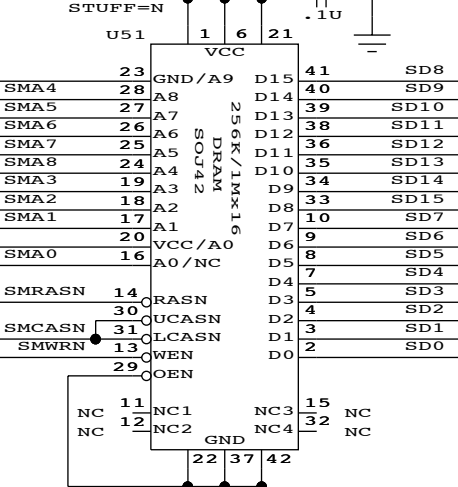 STUFF=N
.1U
U51
1 6 21
VCC
23 GND/A9 D15 41 SD8
SMA4 28 A8 D14 40 SD9
SMA5 27 A7 D13 39 SD10
SMA6 26 A6 D12 38 SD11
SMA7 25 A5 D11 36 SD12
SMA8 24 A4 D10 35 SD13
SMA3 19 A3 D9 34 SD14
SMA2 18 A2 D8 33 SD15
SMA1 17 A1 D7 10 SD7
20 VCC/A0 D6 9 SD6
SMA0 16 A0/NC D5 8 SD5
D4 7 SD4
SMRASN 14 RASN D3 5 SD3
30 UCASN D2 4 SD2
SMCASN 31 LCASN D1 3 SD1
SMWRN 13 WEN D0 2 SD0
29 OEN
256K/1Mx16
DRAM
SOJ42
NC 11 NC1 NC3 15 NC
NC 12 NC2 NC4 32 NC
GND
22 37 42